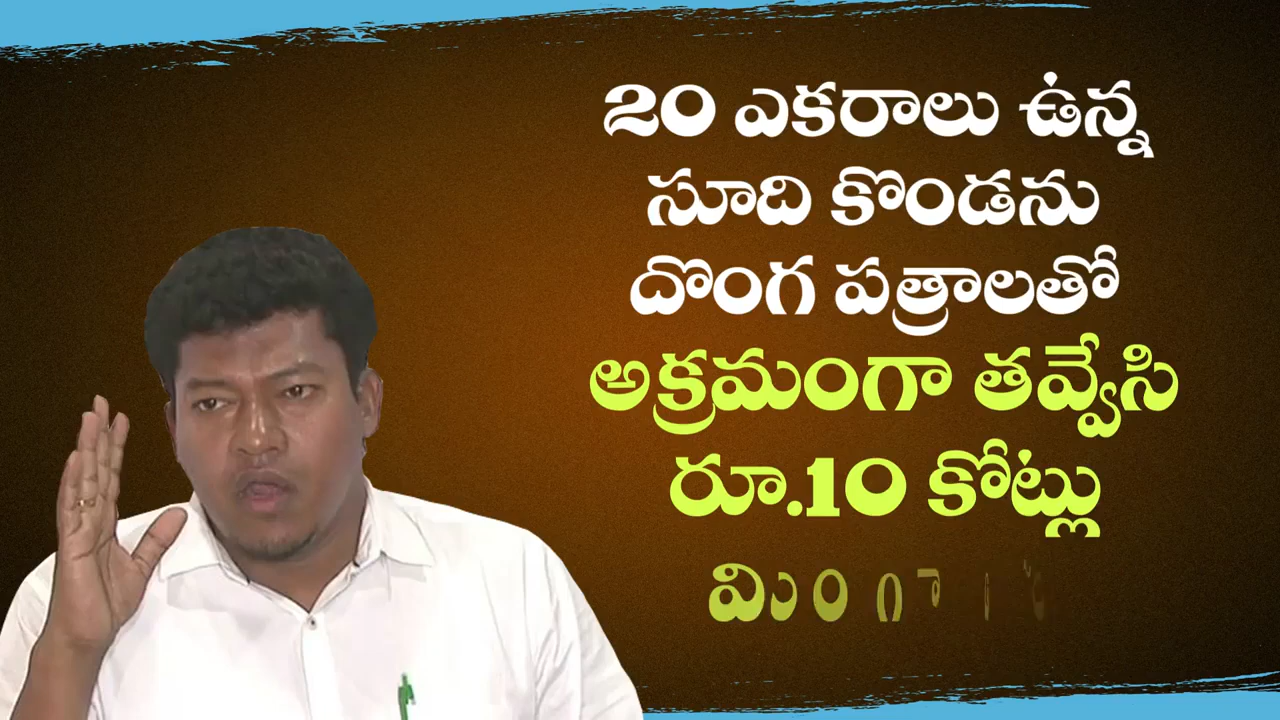 20 ఎకరాలు ఉన్న
సూది కొండను
దొంగ పత్రాలతో
అక్రమంగా తవ్వేసి
రూ.10 కోట్లు